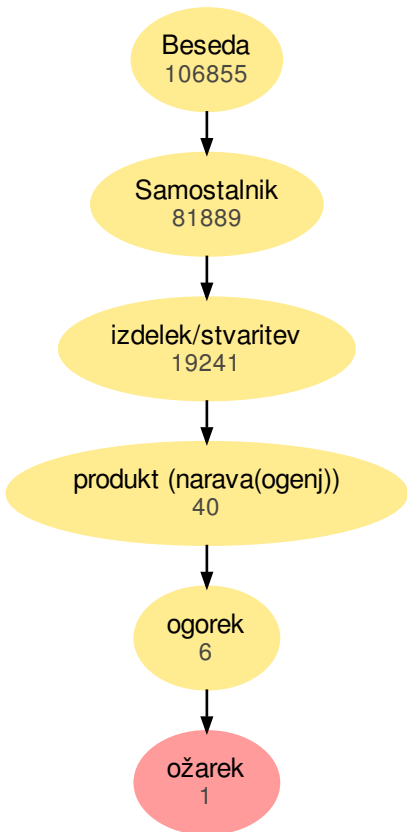 Beseda
106855
Samostalnik
81889
izdelek/stvaritev
19241
produkt (narava(ogenj))
40
ogorek
6
ožarek
1